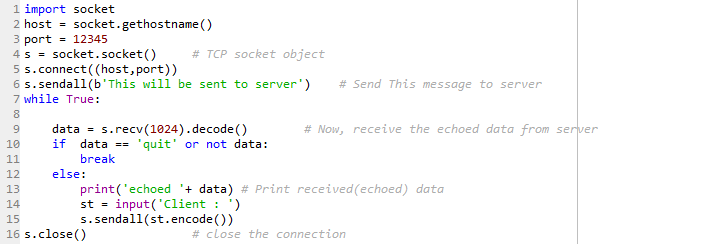 1 import socket
2 host = socket.gethostname()
3 port = 12345
4 s = socket.socket()     # TCP socket object
5 s.connect((host,port))
6 s.sendall(b'This will be sent to server')    # Send This message to server
7 while True:
8
9     data = s.recv(1024).decode()        # Now, receive the echoed data from server
10     if  data == 'quit' or not data:
11         break
12     else:
13         print('echoed '+ data) # Print received(echoed) data
14         st = input('Client : ')
15         s.sendall(st.encode())
16 s.close()               # close the connection